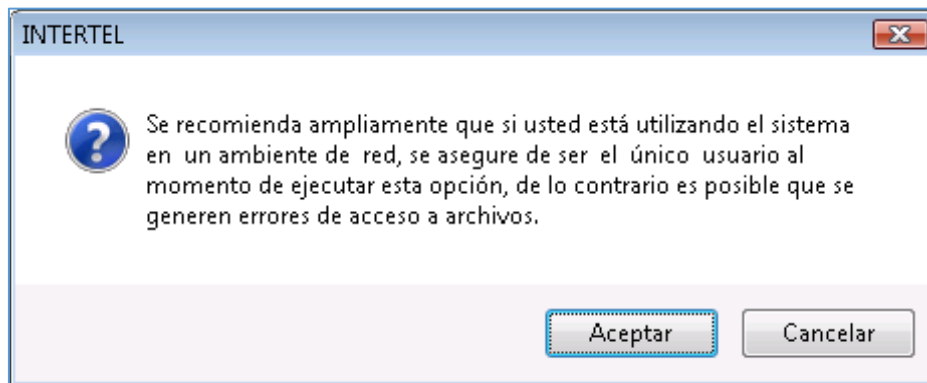 INTERTEL
Se recomienda ampliamente que si usted está utilizando el sistema
en un ambiente de red, se asegure de ser el único usuario al
momento de ejecutar esta opción, de lo contrario es posible que se
generen errores de acceso a archivos.
Aceptar Cancelar